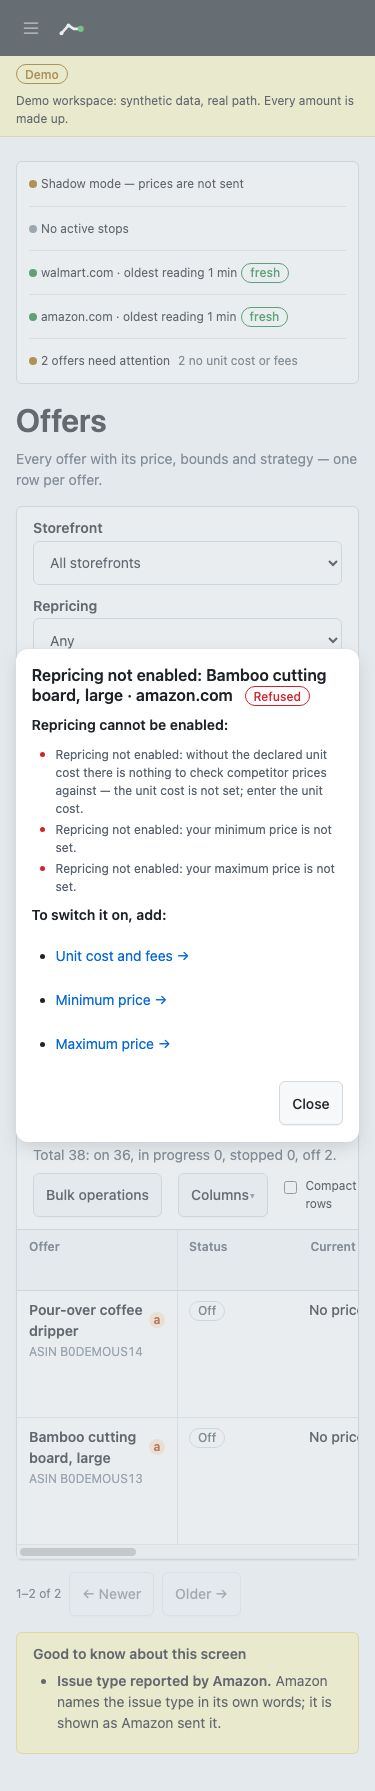 Demo
Demo workspace: synthetic data, real path. Every amount is
made up.
Shadow mode — prices are not sent
No active stops
walmart.com · oldest reading 1 min fresh
amazon.com · oldest reading 1 min fresh
2 offers need attention 2 no unit cost or fees
Offers
Every offer with its price, bounds and strategy — one
row per offer.
Storefront
All storefronts
Repricing
Any
Repricing not enabled: Bamboo cutting
board, large · amazon.com Refused
Repricing cannot be enabled:
• Repricing not enabled: without the declared unit
cost there is nothing to check competitor prices
against — the unit cost is not set; enter the unit
cost.
• Repricing not enabled: your minimum price is not
set.
• Repricing not enabled: your maximum price is not
set.
To switch it on, add:
• Unit cost and fees →
• Minimum price →
• Maximum price →
Close
Total 38: on 36, in progress 0, stopped 0, off 2.
Bulk operations Columns▾ Compact
rows
Offer Status Current
Pour-over coffee
dripper a Off No price
ASIN B0DEMOUS14
Bamboo cutting
board, large a Off No price
ASIN B0DEMOUS13
1–2 of 2 ← Newer Older →
Good to know about this screen
• Issue type reported by Amazon. Amazon
names the issue type in its own words; it is
shown as Amazon sent it.